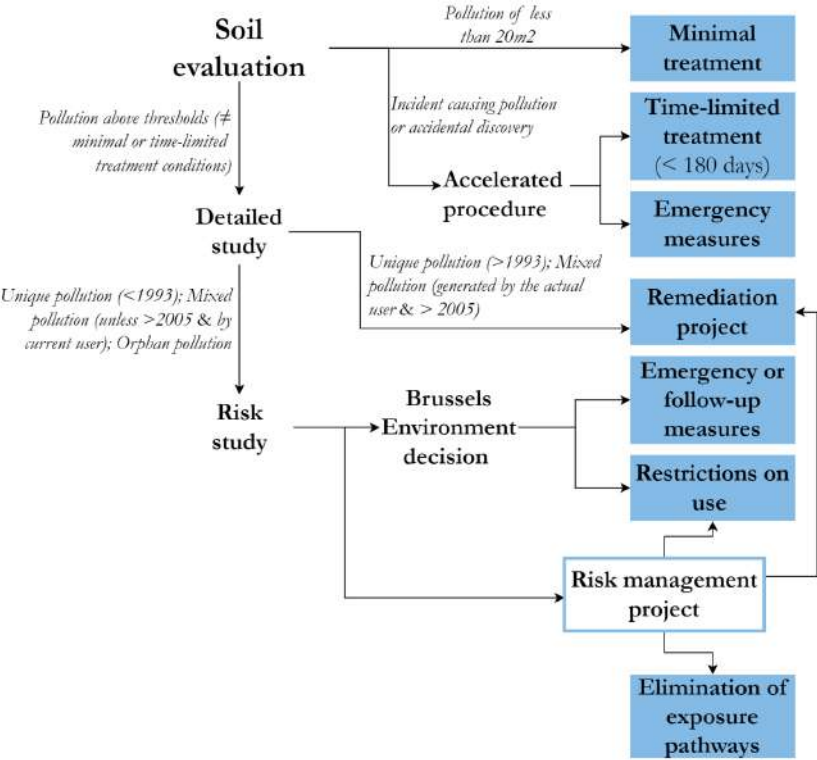 Soil
evaluation
Pollution of less
than 20m2
Minimal
treatment
Pollution above thresholds (≠
minimal or time-limited
treatment conditions)
Incident causing pollution
or accidental discovery
Time-limited
treatment
(< 180 days)
Accelerated
procedure
Emergency
measures
Detailed
study
Unique pollution (>1993); Mixed
pollution (generated by the actual
user & > 2005)
Remediation
project
Unique pollution (<1993); Mixed
pollution (unless >2005 & by
current user); Orphan pollution
Risk
study
Brussels
Environment
decision
Emergency or
follow-up
measures
Restrictions on
use
Risk management
project
Elimination of
exposure
pathways